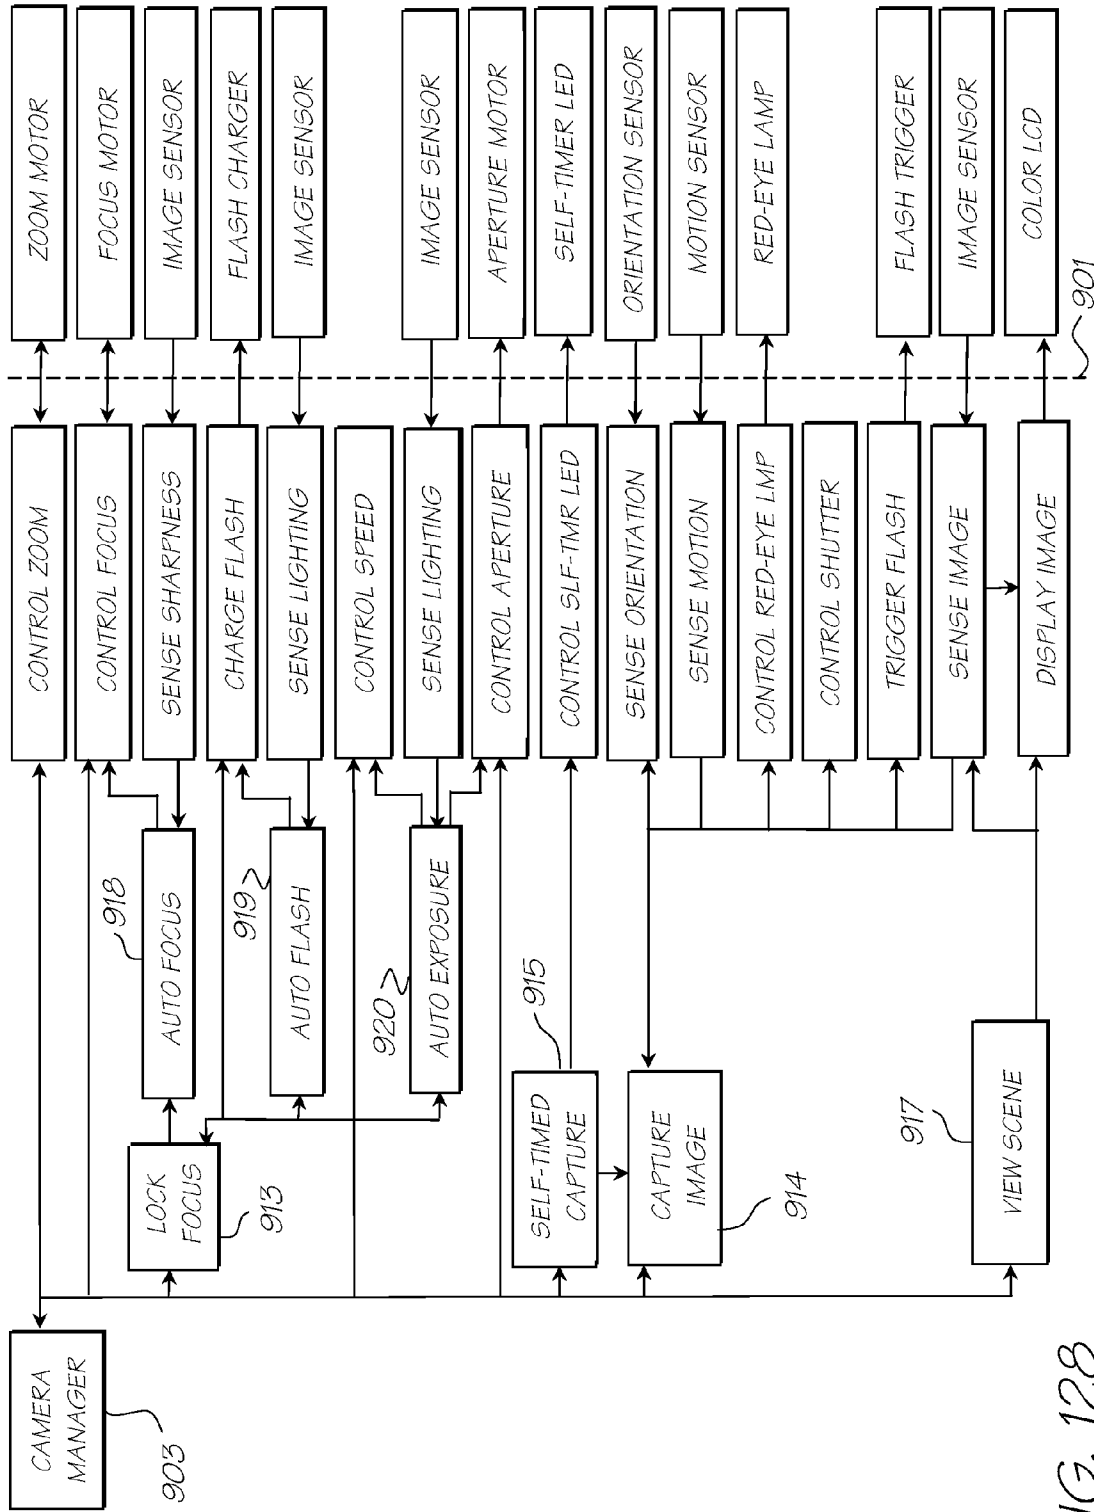 CAMERA
MANAGER
903
LOCK
FOCUS
913
SELF-TIMED
CAPTURE
915
CAPTURE
IMAGE
914
VIEW SCENE
917
AUTO FOCUS
918
AUTO FLASH
919
AUTO EXPOSURE
920
CONTROL ZOOM
CONTROL FOCUS
SENSE SHARPNESS
CHARGE FLASH
SENSE LIGHTING
CONTROL SPEED
SENSE LIGHTING
CONTROL APERTURE
CONTROL SLF-TMR LED
SENSE ORIENTATION
SENSE MOTION
CONTROL RED-EYE LMP
CONTROL SHUTTER
TRIGGER FLASH
SENSE IMAGE
DISPLAY IMAGE
ZOOM MOTOR
FOCUS MOTOR
IMAGE SENSOR
FLASH CHARGER
IMAGE SENSOR
IMAGE SENSOR
APERTURE MOTOR
SELF-TIMER LED
ORIENTATION SENSOR
MOTION SENSOR
RED-EYE LAMP
FLASH TRIGGER
IMAGE SENSOR
COLOR LCD
901
IG. 128